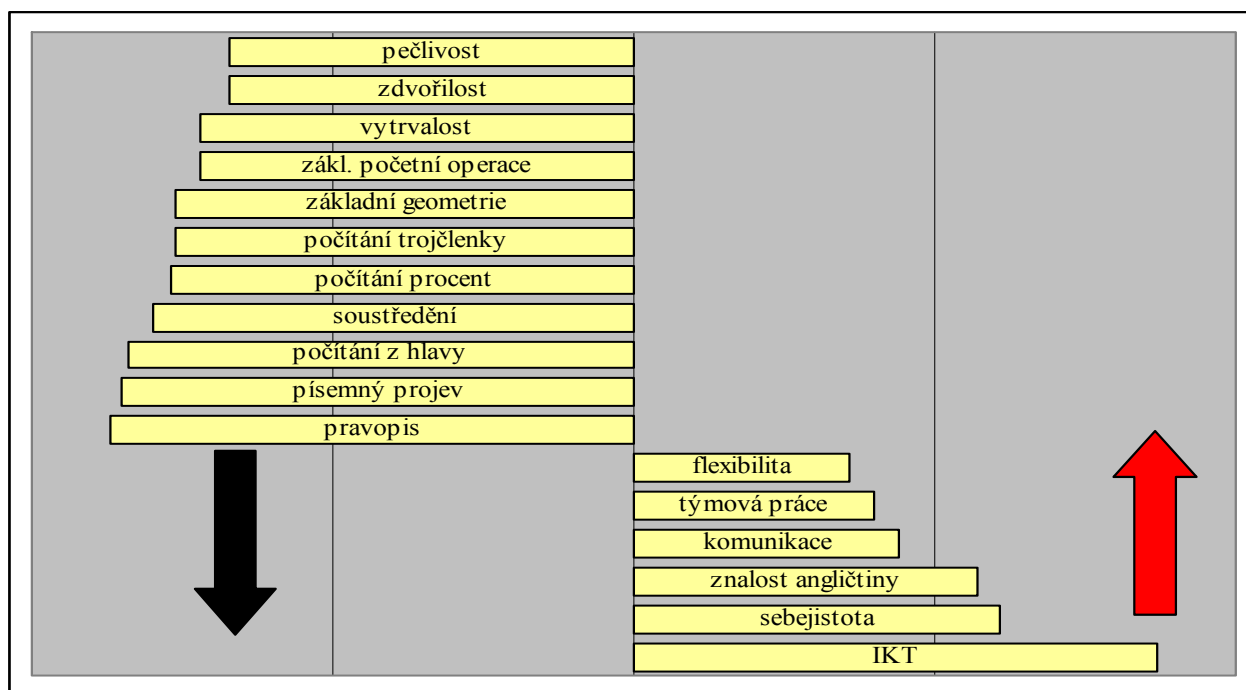 pečlivost
zdvořilost
vytrvalost
zákl. početní operace
základní geometrie
počítání trojčlenky
počítání procent
soustředění
počítání z hlavy
písemný projev
pravopis
flexibilita
týmová práce
komunikace
znalost angličtiny
sebejistota
IKT